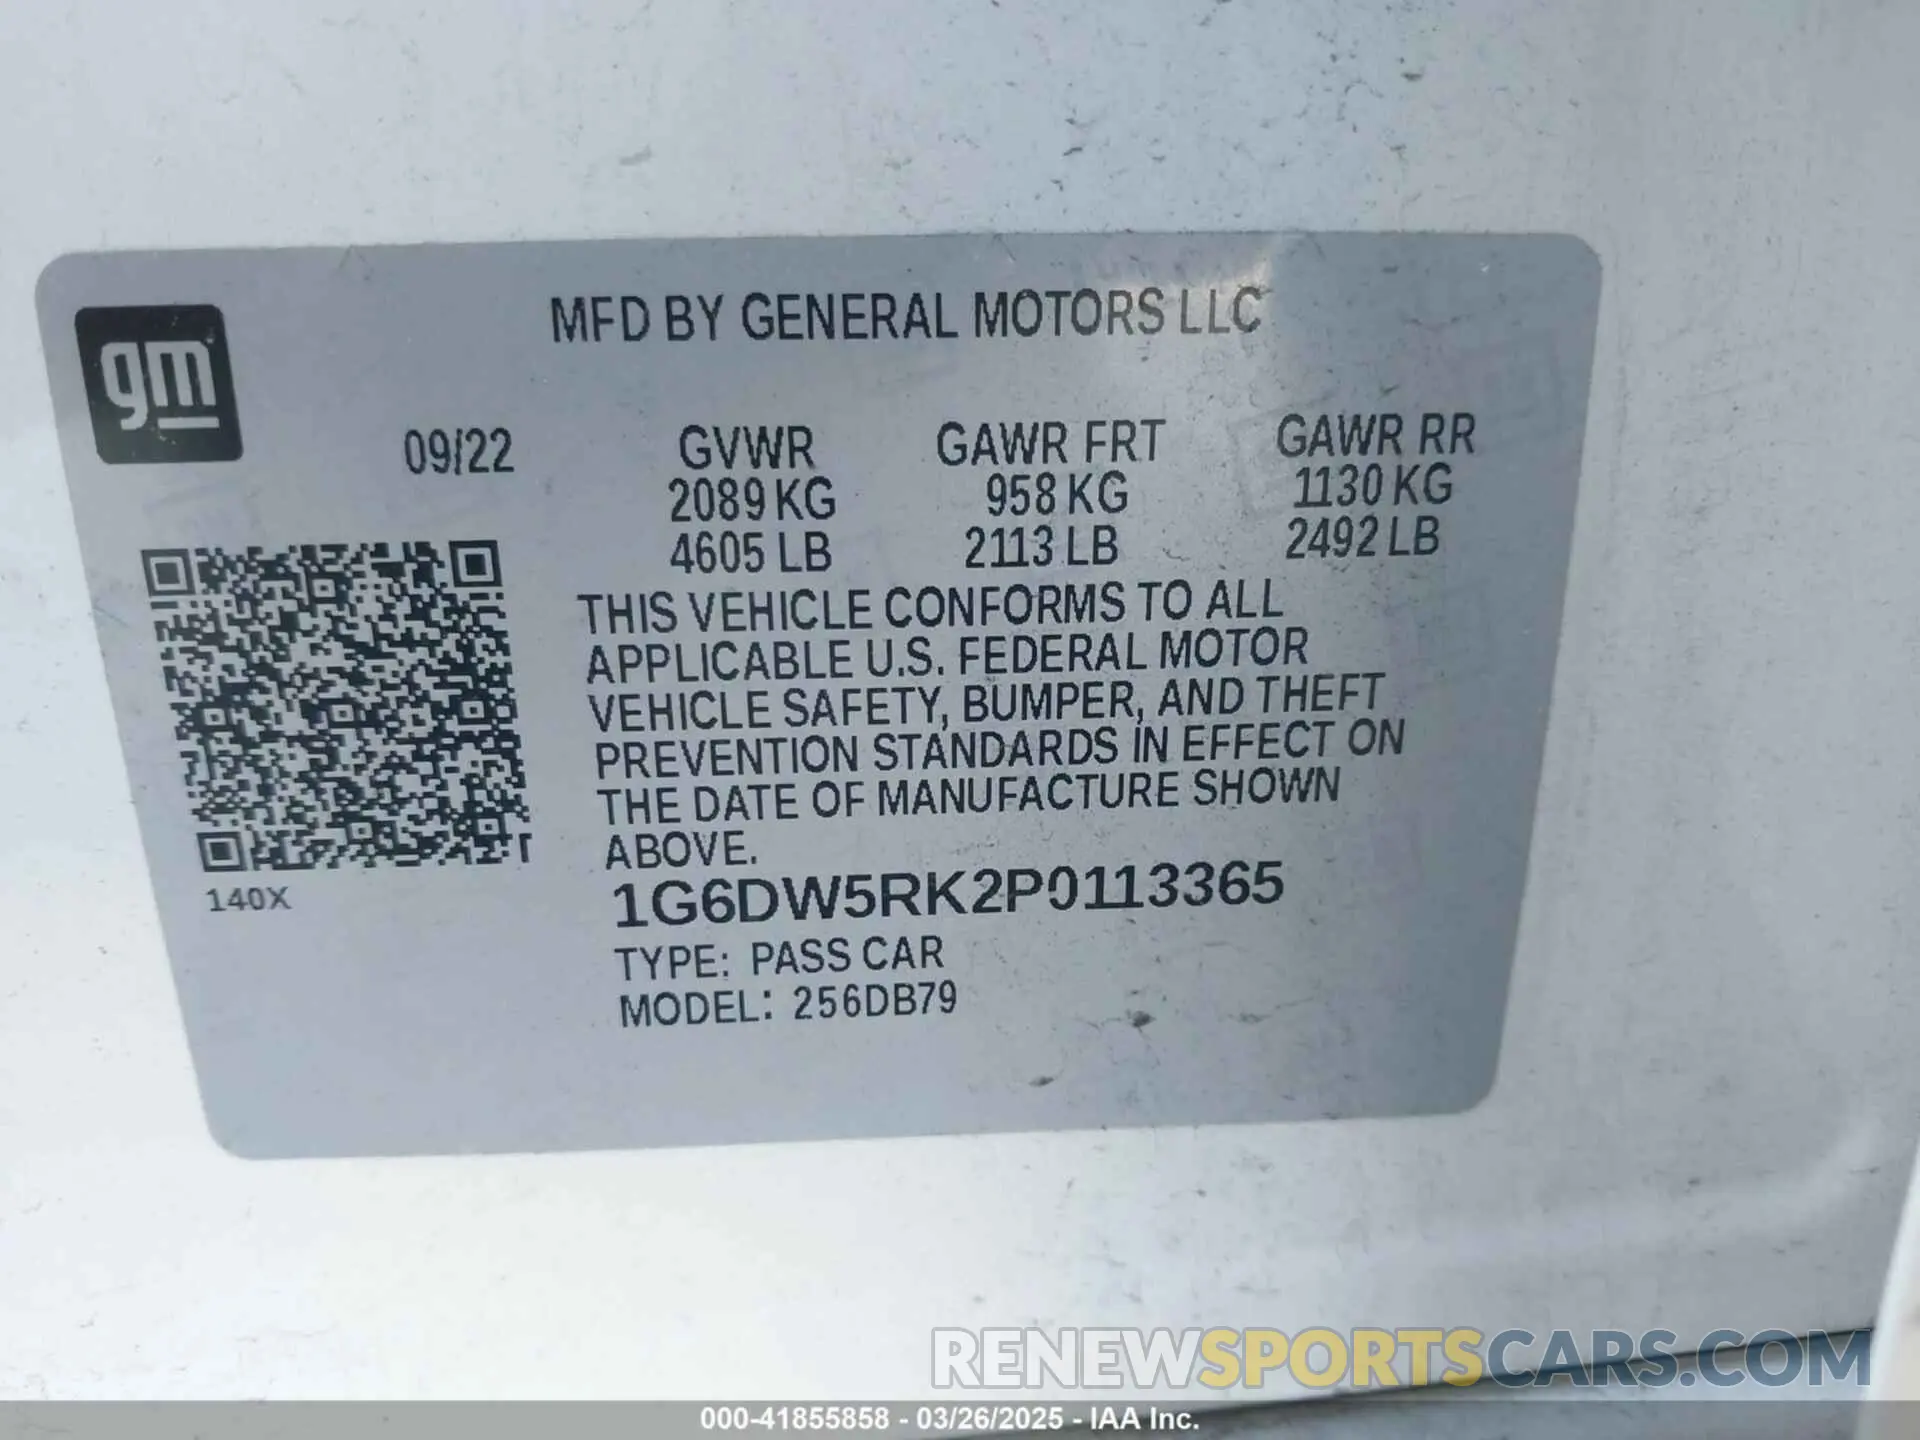 MFD BY GENERAL MOTORS LLC
gm
09/22 GVWR GAWR FRT GAWR RR
2089 KG 958 KG 1130 KG
4605 LB 2113 LB 2492 LB
THIS VEHICLE CONFORMS TO ALL
APPLICABLE U.S. FEDERAL MOTOR
VEHICLE SAFETY, BUMPER, AND THEFT
PREVENTION STANDARDS IN EFFECT ON
THE DATE OF MANUFACTURE SHOWN
ABOVE.
140X
1G6DW5RK2P0113365
TYPE: PASS CAR
MODEL: 256DB79
RENEWSPORTSCARS.COM
000-41855858 - 03/26/2025 - IAA Inc.